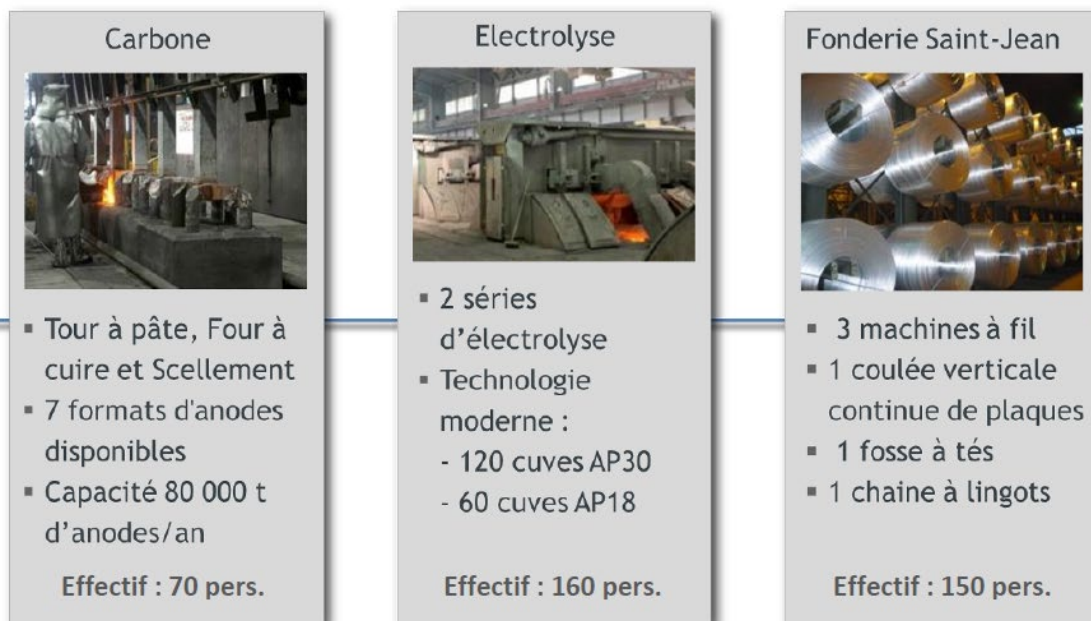 Carbone
▪ Tour à pâte, Four à
cuire et Scellement
▪ 7 formats d'anodes
disponibles
▪ Capacité 80 000 t
d'anodes/an
Effectif : 70 pers.
Electrolyse
▪ 2 séries
d'électrolyse
▪ Technologie
moderne :
- 120 cuves AP30
- 60 cuves AP18
Effectif : 160 pers.
Fonderie Saint-Jean
▪ 3 machines à fil
▪ 1 coulée verticale
continue de plaques
▪ 1 fosse à tés
▪ 1 chaine à lingots
Effectif : 150 pers.